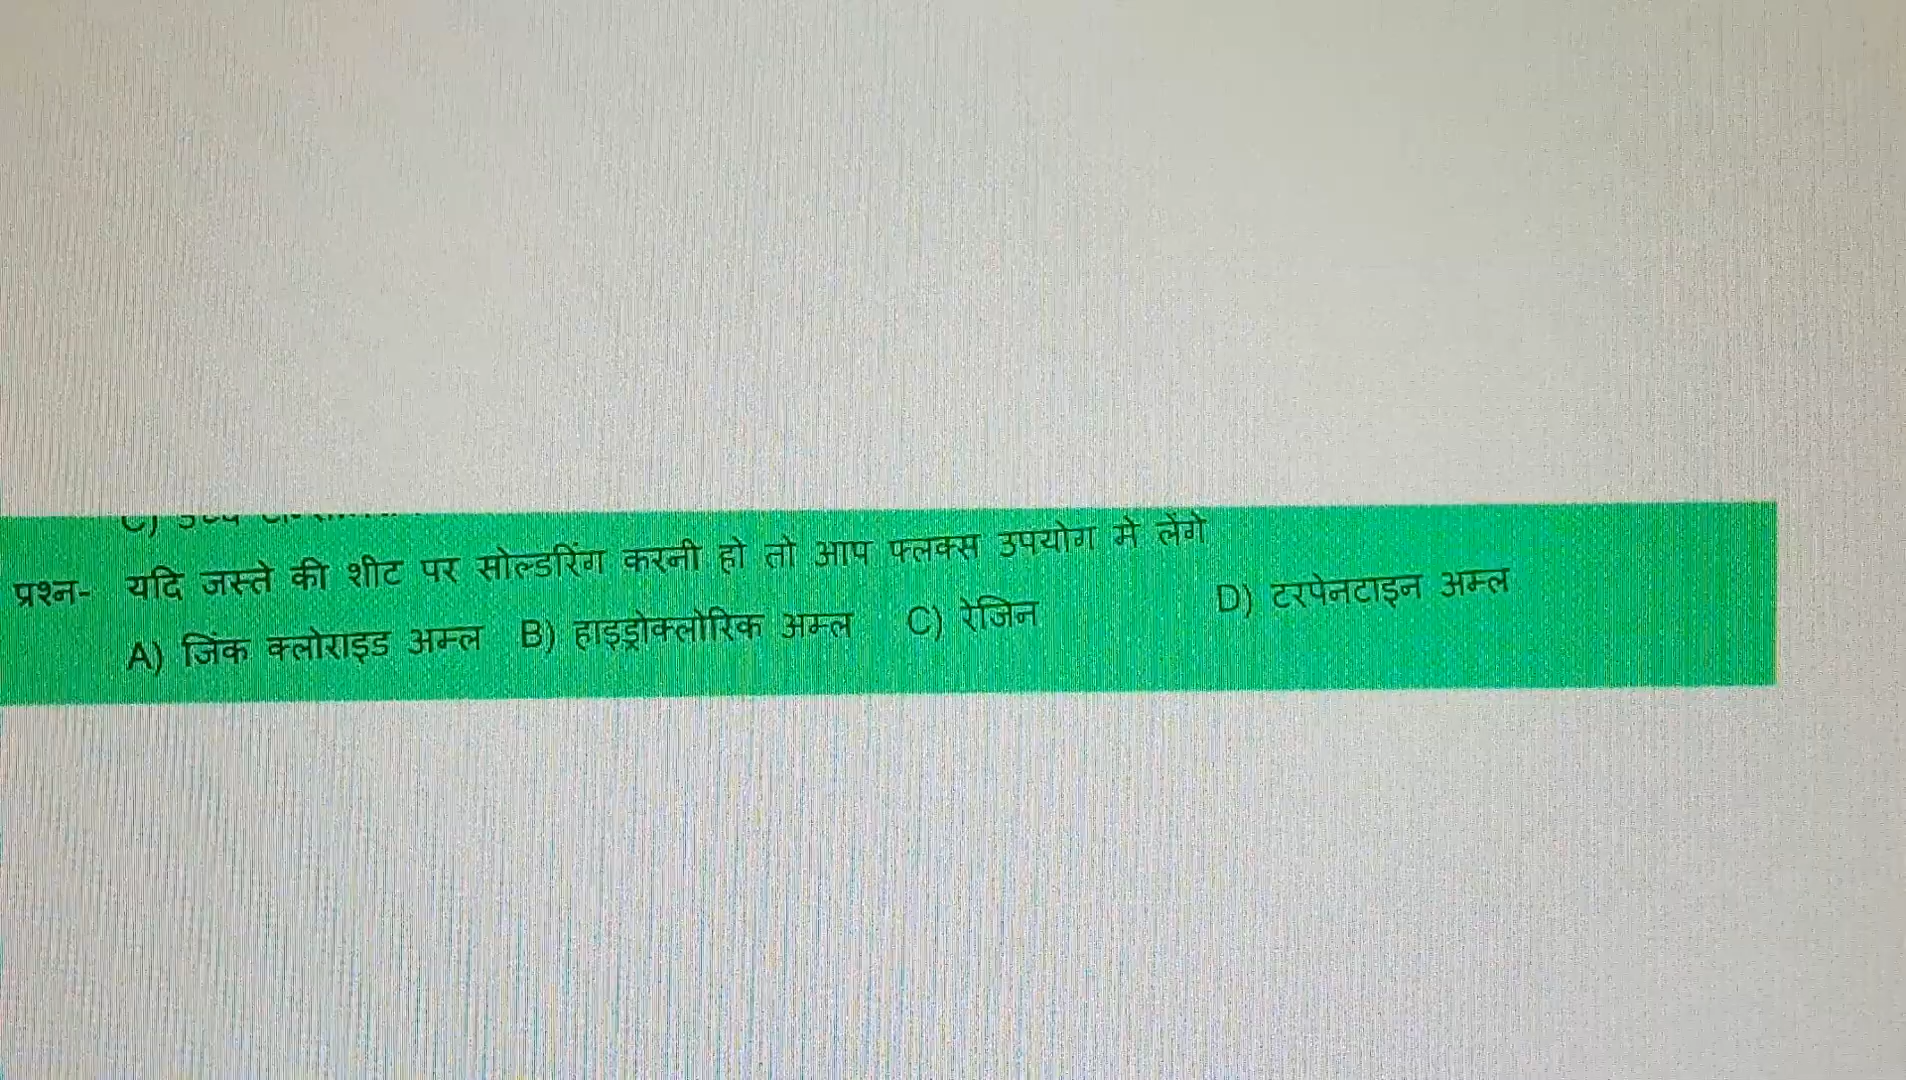 C)
प्रश्न- यदि जस्ते की शीट पर सोल्डरिंग करनी हो तो आप फ्लक्स उपयोग मे लेंगे
A) जिंक क्लोराइड अम्ल B) हाइड्रोक्लोरिक अम्ल C) रेजिन D) टरपेनटाइन अम्ल